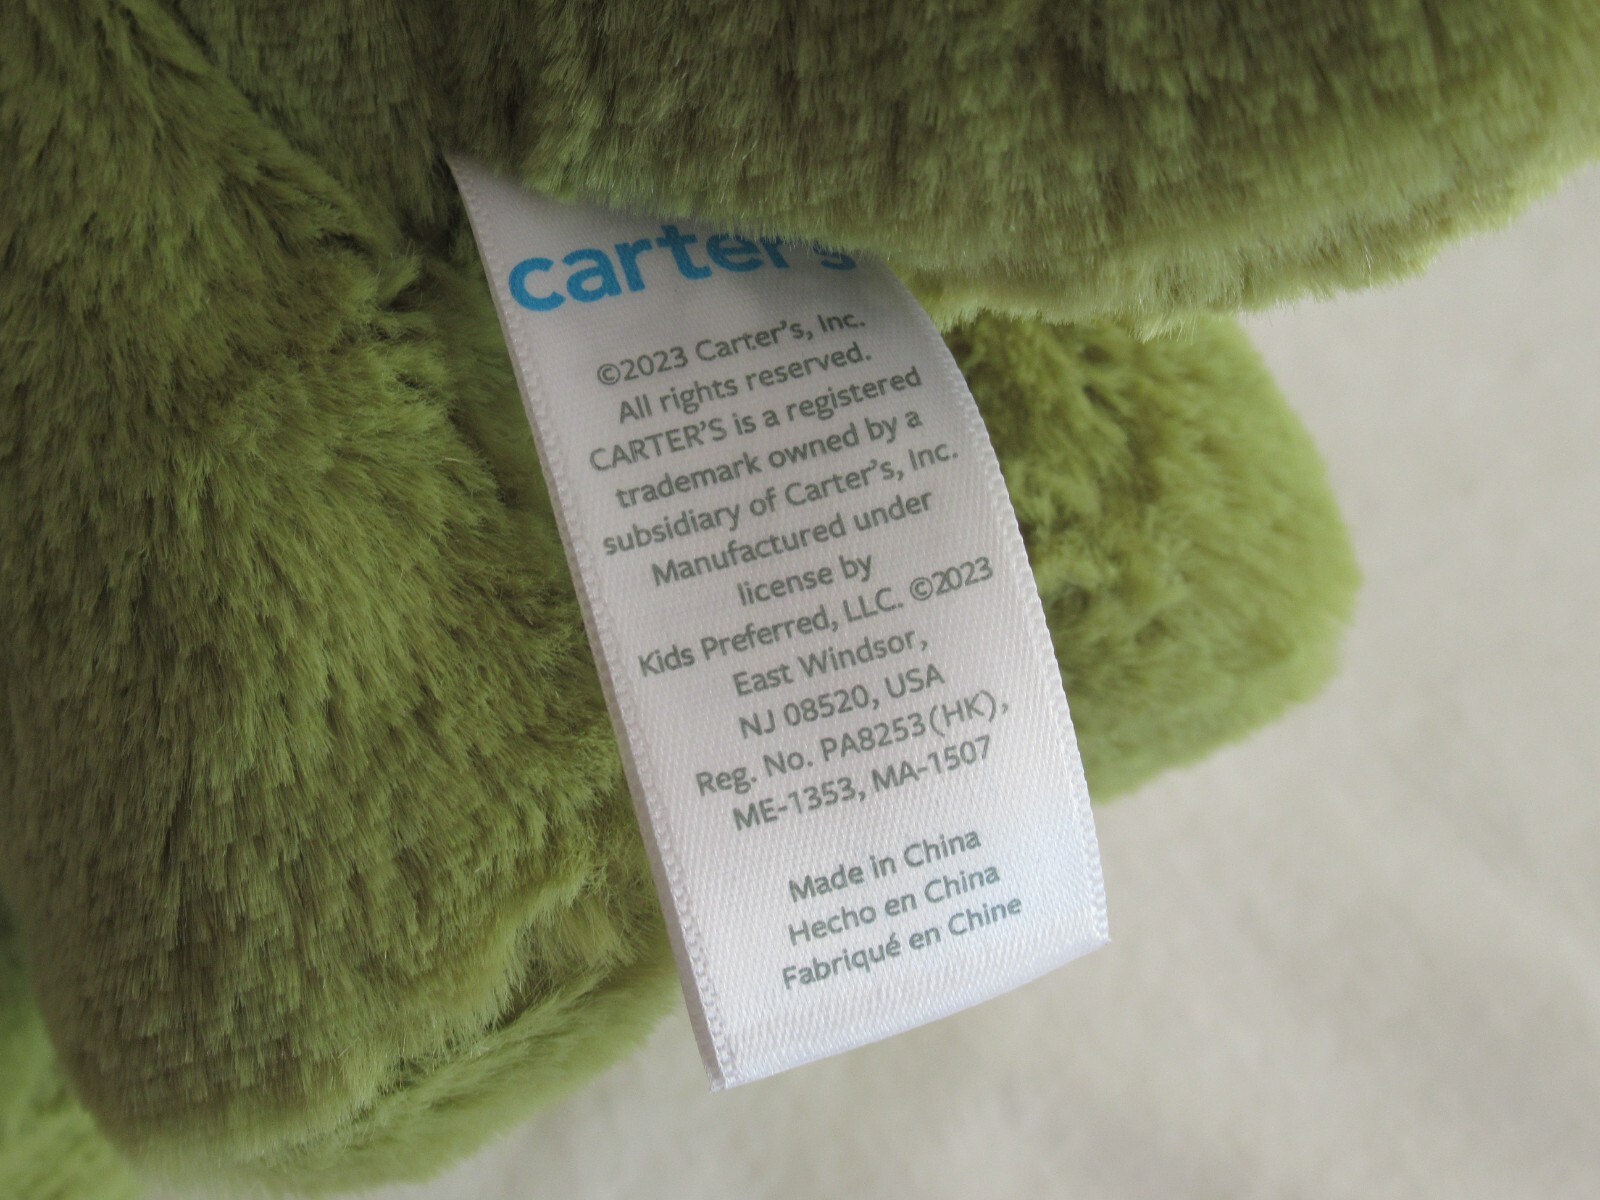 carter's
©2023 Carter's, Inc.
All rights reserved.
CARTER'S is a registered
trademark owned by a
subsidiary of Carter's, Inc.
Manufactured under
license by
Kids Preferred, LLC. ©2023
East Windsor,
NJ 08520, USA
Reg. No. PA8253(HK),
ME-1353, MA-1507
Made in China
Hecho en China
Fabriqué en Chine